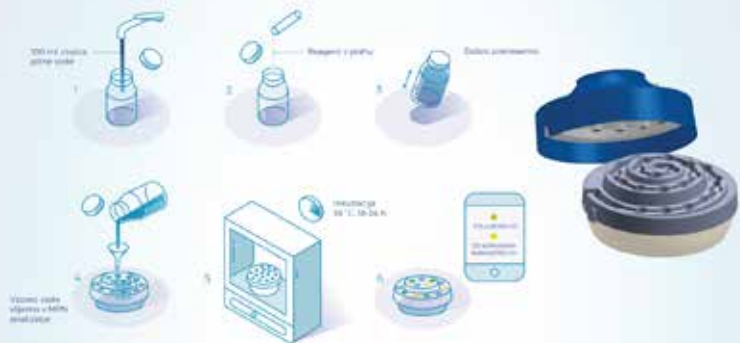 100 ml vzorca
pitne vode
1
2
Reagent v prahu
3
Dobro premešamo
4
Vzorec vode
vlijemo v MPN
analizator
5
Inkubacija
36 °C, 18-24 h
6